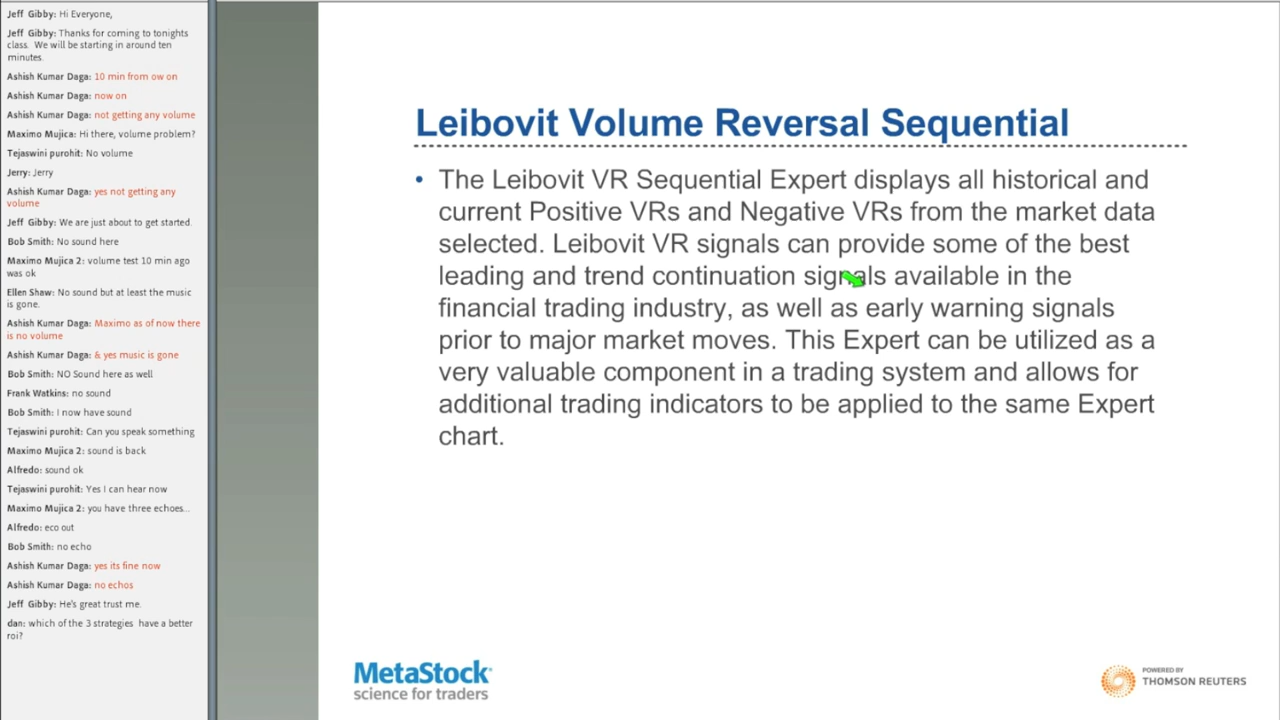 Jeff Gibby: Hi Everyone,
Jeff Gibby: Thanks for coming to tonights
class. We will be starting in around ten
minutes.
Ashish Kumar Daga: 10 min from ow on
Ashish Kumar Daga: now on
Ashish Kumar Daga: not getting any volume
Maximo Mujica: Hi there, volume problem?
Tejaswini purohit: No volume
Jerry: Jerry
Ashish Kumar Daga: yes not getting any
volume
Jeff Gibby: We are just about to get started.
Bob Smith: No sound here
Maximo Mujica 2: volume test 10 min ago
was ok
Ellen Shaw: No sound but at least the music
is gone.
Ashish Kumar Daga: Maximo as of now there
is no volume
Ashish Kumar Daga: & yes music is gone
Bob Smith: NO Sound here as well
Frank Watkins: no sound
Bob Smith: I now have sound
Tejaswini purohit: Can you speak something
Maximo Mujica 2: sound is back
Alfredo: sound ok
Tejaswini purohit: Yes I can hear now
Maximo Mujica 2: you have three echoes...
Alfredo: eco out
Bob Smith: no echo
Ashish Kumar Daga: yes its fine now
Ashish Kumar Daga: no echos
Jeff Gibby: He's great trust me.
dan: which of the 3 strategies have a better
roi?
Leibovit Volume Reversal Sequential
• The Leibovit VR Sequential Expert displays all historical and
current Positive VRs and Negative VRs from the market data
selected. Leibovit VR signals can provide some of the best
leading and trend continuation signals available in the
financial trading industry, as well as early warning signals
prior to major market moves. This Expert can be utilized as a
very valuable component in a trading system and allows for
additional trading indicators to be applied to the same Expert
chart.
MetaStock®
science for traders
POWERED BY
THOMSON REUTERS